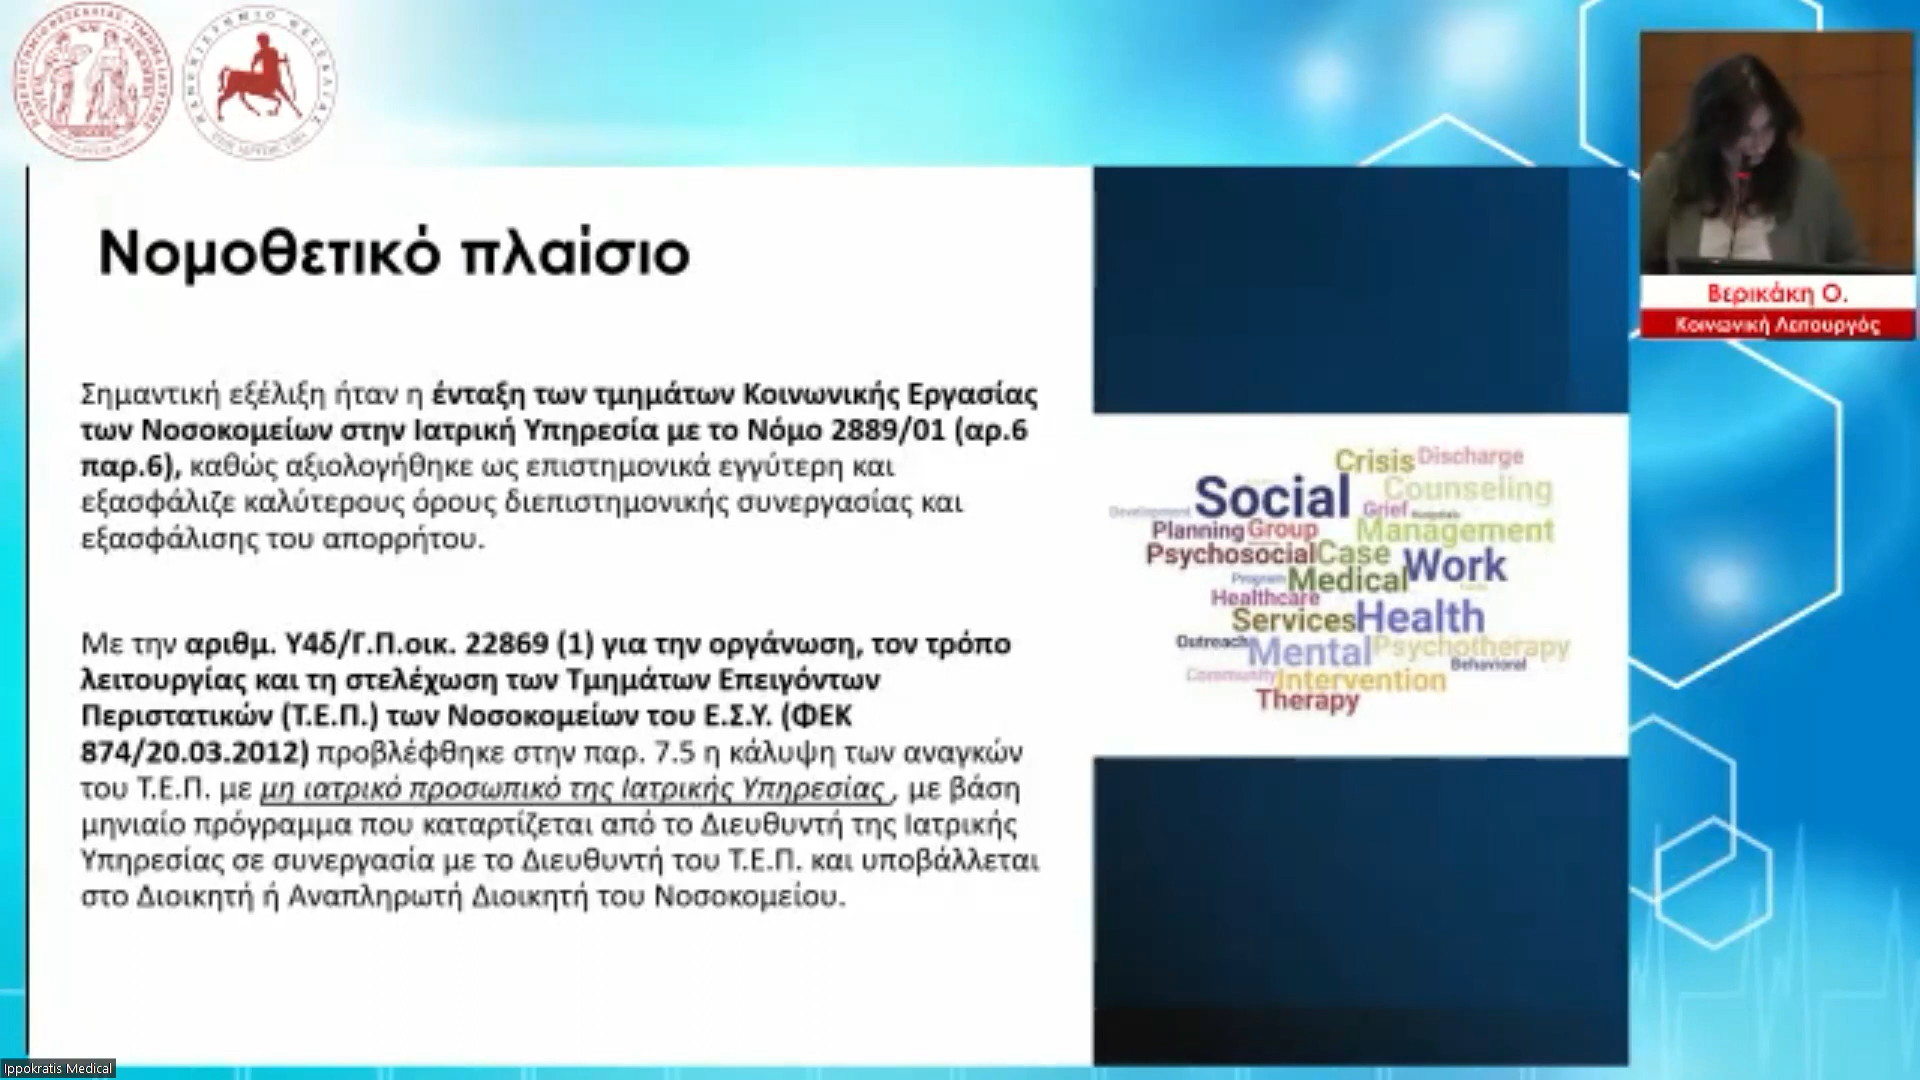 Νομοθετικό πλαίσιο
Σημαντική εξέλιξη ήταν η ένταξη των τμημάτων Κοινωνικής Εργασίας
των Νοσοκομείων στην Ιατρική Υπηρεσία με το Νόμο 2889/01 (αρ.6
παρ.6), καθώς αξιολογήθηκε ως επιστημονικά εγγύτερη και
εξασφάλιζε καλύτερους όρους διεπιστημονικής συνεργασίας και
εξασφάλισης του απορρήτου.
Με την αριθμ. Υ4δ/Γ.Π.οικ. 22869 (1) για την οργάνωση, τον τρόπο
λειτουργίας και τη στελέχωση των Τμημάτων Επειγόντων
Περιστατικών (Τ.Ε.Π.) των Νοσοκομείων του Ε.Σ.Υ. (ΦΕΚ
874/20.03.2012) προβλέφθηκε στην παρ. 7.5 η κάλυψη των αναγκών
του Τ.Ε.Π. με μη ιατρικό προσωπικό της Ιατρικής Υπηρεσίας , με βάση
μηνιαίο πρόγραμμα που καταρτίζεται από το Διευθυντή της Ιατρικής
Υπηρεσίας σε συνεργασία με το Διευθυντή του Τ.Ε.Π. και υποβάλλεται
στο Διοικητή ή Αναπληρωτή Διοικητή του Νοσοκομείου.
Crisis Discharge
Social Counseling
Development Grief
Planning Group Management
Psychosocial Case Work
Program Medical
Healthcare
Services Health
Outreach Mental Psychotherapy
Behavioral
Community Intervention
Therapy
Βερικάκη Ο.
Κοινωνική Λειτουργός
Ippokratis Medical